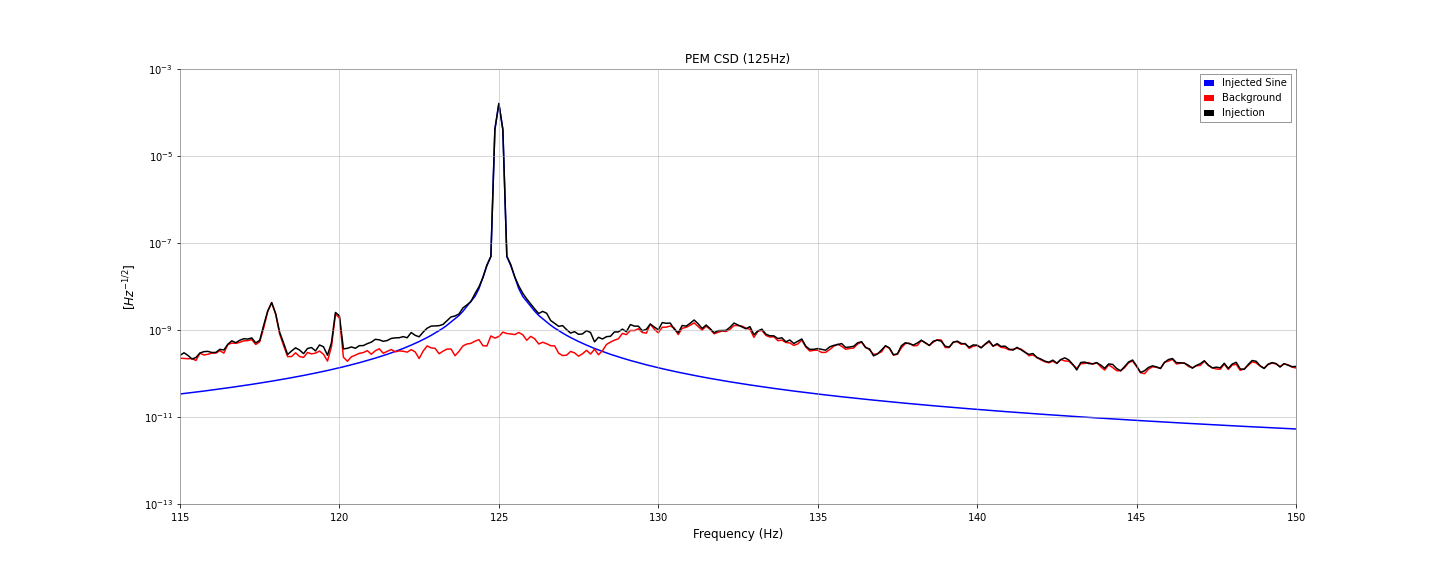 PEM CSD (125Hz)
10⁻³
10⁻⁵
10⁻⁷
10⁻⁹
10⁻¹¹
10⁻¹³
[Hz⁻¹/²]
Injected Sine
Background
Injection
115 120 125 130 135 140 145 150
Frequency (Hz)